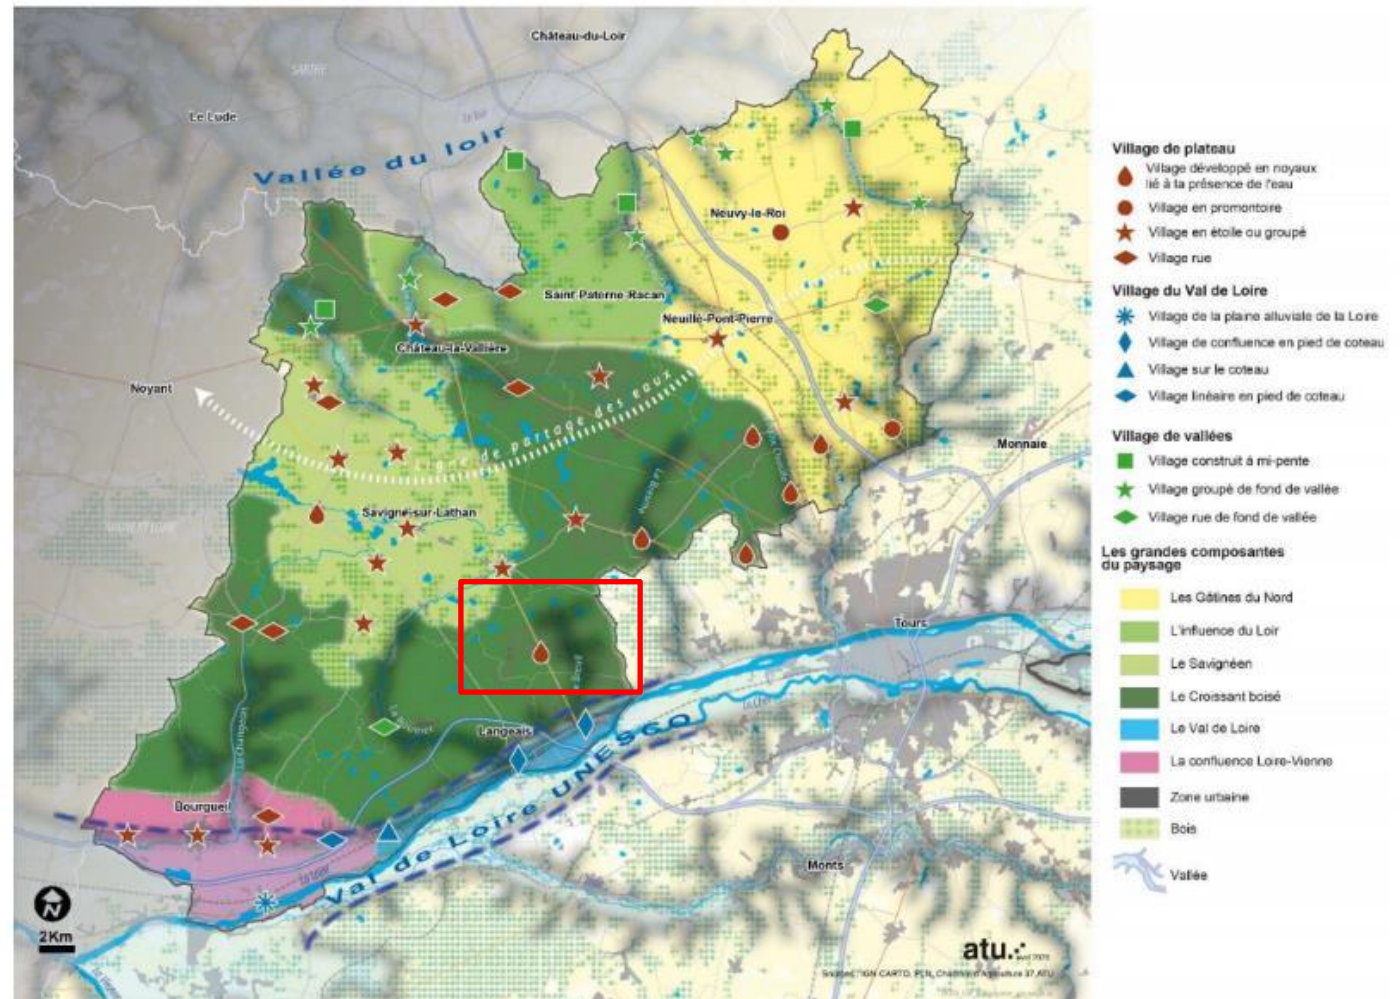 Château-du-Loir
SARTHE
Le Lude
Vallée du loir
Neuvy-le-Roi
Saint-Paterne-Racan
Neuillé-Pont-Pierre
Château-la-Vallière
Noyant
Ligne de partage des eaux
Monnaie
Savigné-sur-Lathan
Tours
Langeais
Bourgueil
Val de Loire UNESCO
Monts
N
2Km
atu
Village de plateau
Village développé en noyaux
lié à la présence de l'eau
Village en promontoire
Village en étoile ou groupé
Village rue
Village du Val de Loire
Village de la plaine alluviale de la Loire
Village de confluence en pied de coteau
Village sur le coteau
Village linéaire en pied de coteau
Village de vallées
Village construit à mi-pente
Village groupé de fond de vallée
Village rue de fond de vallée
Les grandes composantes
du paysage
Les Gâtines du Nord
L'influence du Loir
Le Savignéen
Le Croissant boisé
Le Val de Loire
La confluence Loire-Vienne
Zone urbaine
Bois
Vallée